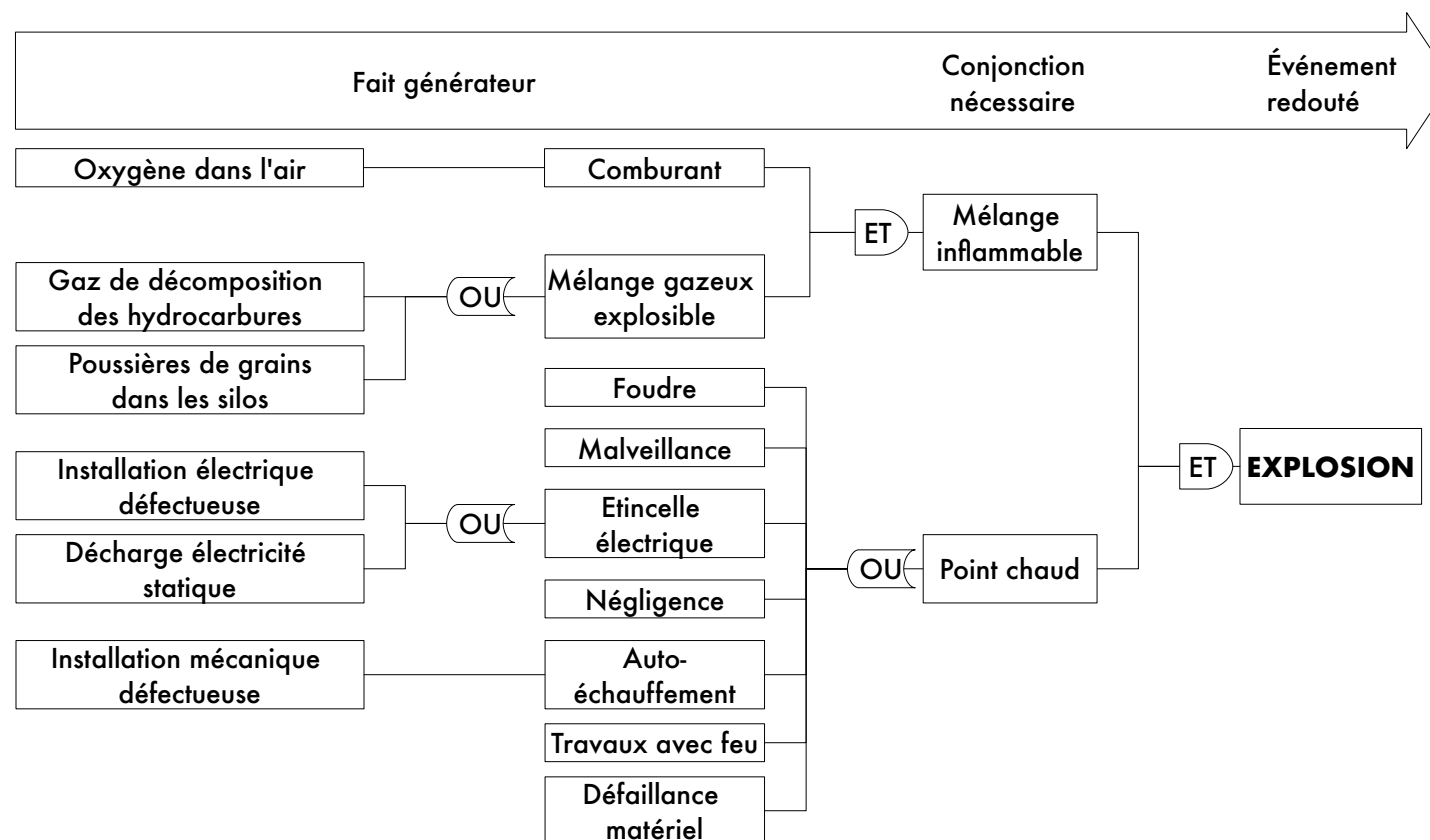 Fait générateur
Conjonction
nécessaire
Événement
redouté
Oxygène dans l'air
Comburant
ET
Mélange
inflammable
Gaz de décomposition
des hydrocarbures
OU
Mélange gazeux
explosible
Poussières de grains
dans les silos
Foudre
Malveillance
Installation électrique
défectueuse
OU
Etincelle
électrique
Décharge électricité
statique
ET
EXPLOSION
OU
Point chaud
Négligence
Installation mécanique
défectueuse
Auto-
échauffement
Travaux avec feu
Défaillance
matériel